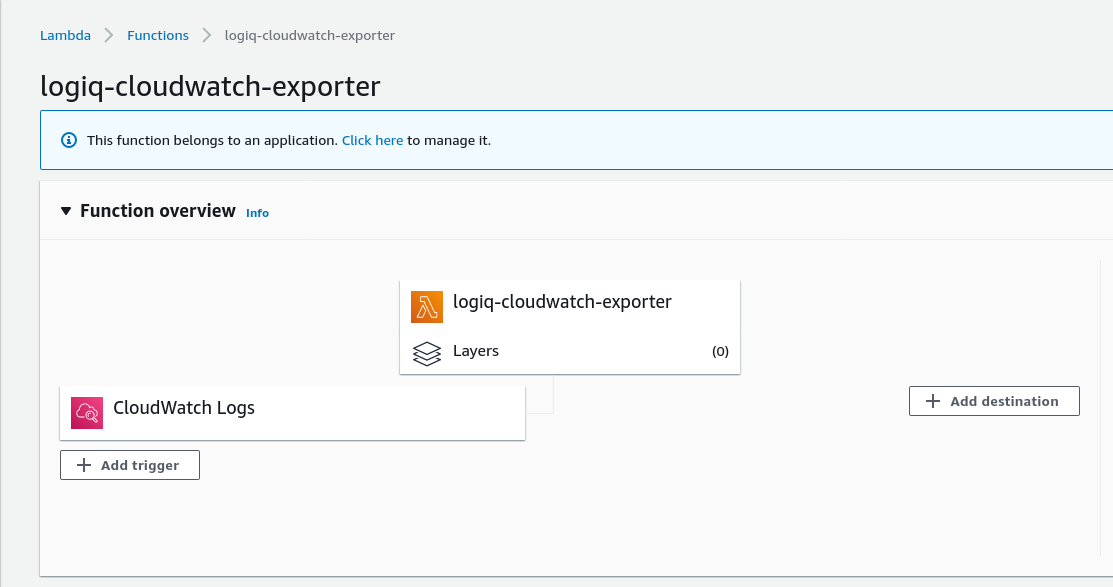 Lambda > Functions > logiq-cloudwatch-exporter
logiq-cloudwatch-exporter
This function belongs to an application. Click here to manage it.
Function overview Info
logiq-cloudwatch-exporter
Layers (0)
CloudWatch Logs
+ Add destination
+ Add trigger